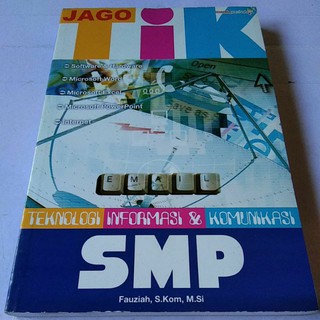 JAGO
TiK
Software & Hardware
Microsoft Word
Microsoft Excel
Microsoft PowerPoint
Internet
Open
EMAIL
TEKNOLOGI INFORMASI & KOMUNIKASI
SMP
Fauziah, S.Kom, M.Si